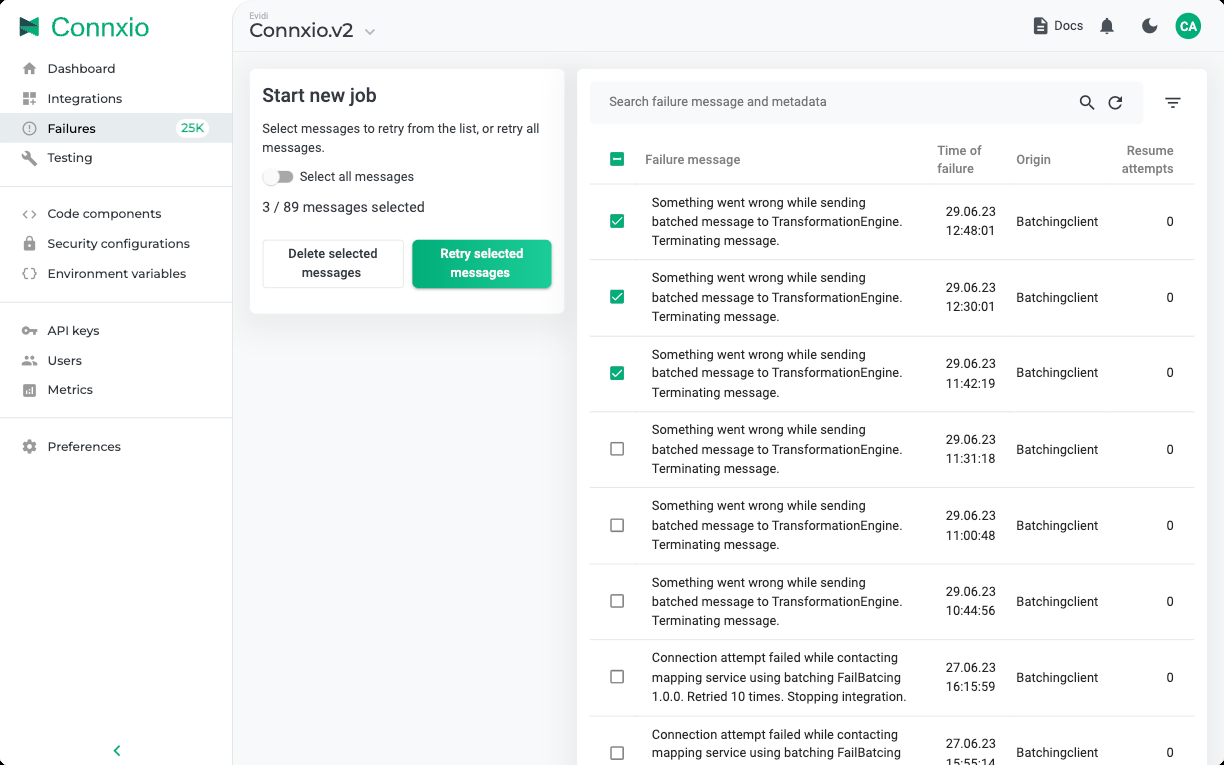 Connxio
Dashboard
Integrations
Failures 25K
Testing
Code components
Security configurations
Environment variables
API keys
Users
Metrics
Preferences
Evidi
Connxio.v2
Docs
CA
Start new job
Select messages to retry from the list, or retry all
messages.
Select all messages
3 / 89 messages selected
Delete selected
messages
Retry selected
messages
Search failure message and metadata
Failure message
Time of
failure
Origin
Resume
attempts
Something went wrong while sending
batched message to TransformationEngine.
Terminating message.
29.06.23
12:48:01
Batchingclient
0
Something went wrong while sending
batched message to TransformationEngine.
Terminating message.
29.06.23
12:30:01
Batchingclient
0
Something went wrong while sending
batched message to TransformationEngine.
Terminating message.
29.06.23
11:42:19
Batchingclient
0
Something went wrong while sending
batched message to TransformationEngine.
Terminating message.
29.06.23
11:31:18
Batchingclient
0
Something went wrong while sending
batched message to TransformationEngine.
Terminating message.
29.06.23
11:00:48
Batchingclient
0
Something went wrong while sending
batched message to TransformationEngine.
Terminating message.
29.06.23
10:44:56
Batchingclient
0
Connection attempt failed while contacting
mapping service using batching FailBatcing
1.0.0. Retried 10 times. Stopping integration.
27.06.23
16:15:59
Batchingclient
0
Connection attempt failed while contacting
mapping service using batching FailBatcing
27.06.23
15:55:14
Batchingclient
0